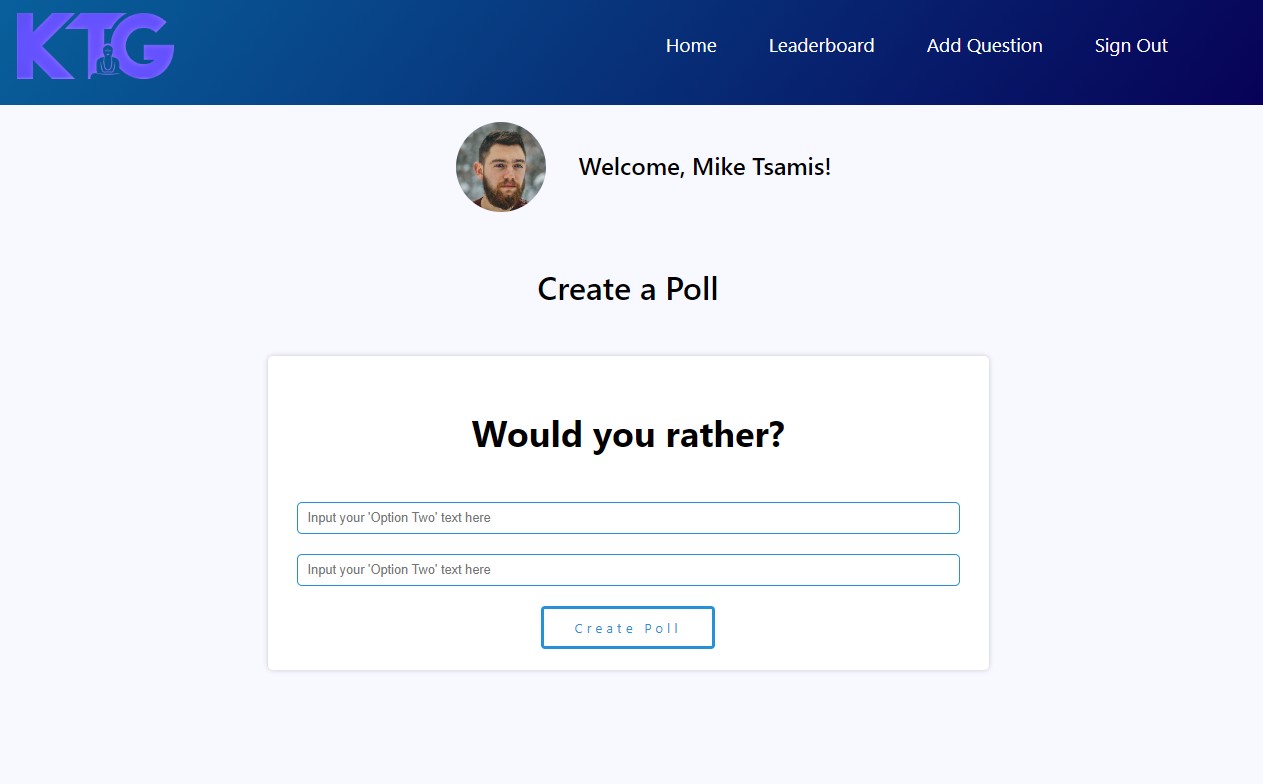 KTG
Home Leaderboard Add Question Sign Out
Welcome, Mike Tsamis!
Create a Poll
Would you rather?
Input your 'Option Two' text here
Input your 'Option Two' text here
Create Poll